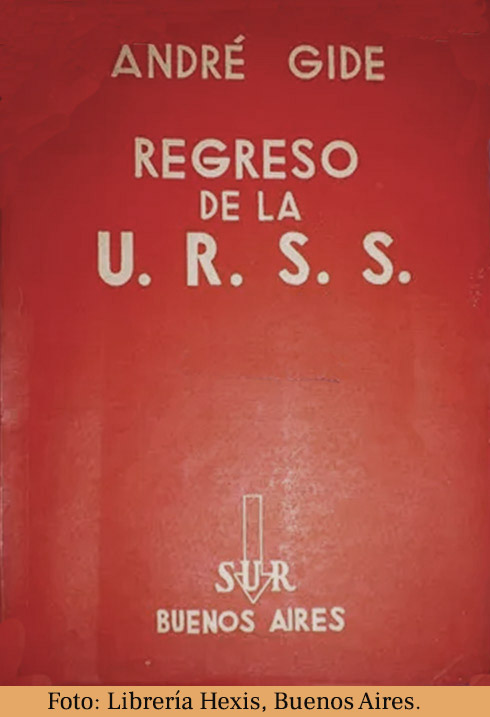 ANDRÉ GIDE
REGRESO
DE LA
U. R. S. S.
SUR
BUENOS AIRES
Foto: Librería Hexis, Buenos Aires.